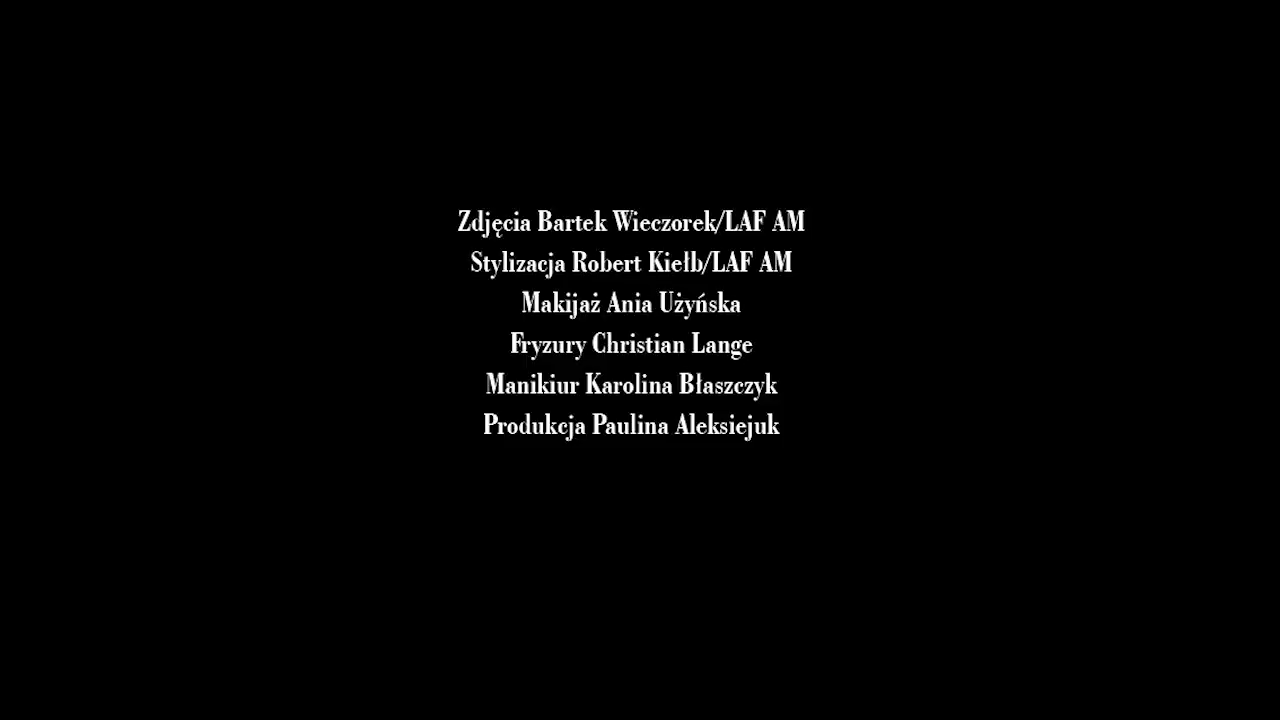 Zdjęcia Bartek Wieczorek/LAF AM
Stylizacja Robert Kiełb/LAF AM
Makijaż Ania Użyńska
Fryzury Christian Lange
Manikiur Karolina Błaszczyk
Produkcja Paulina Aleksiejuk